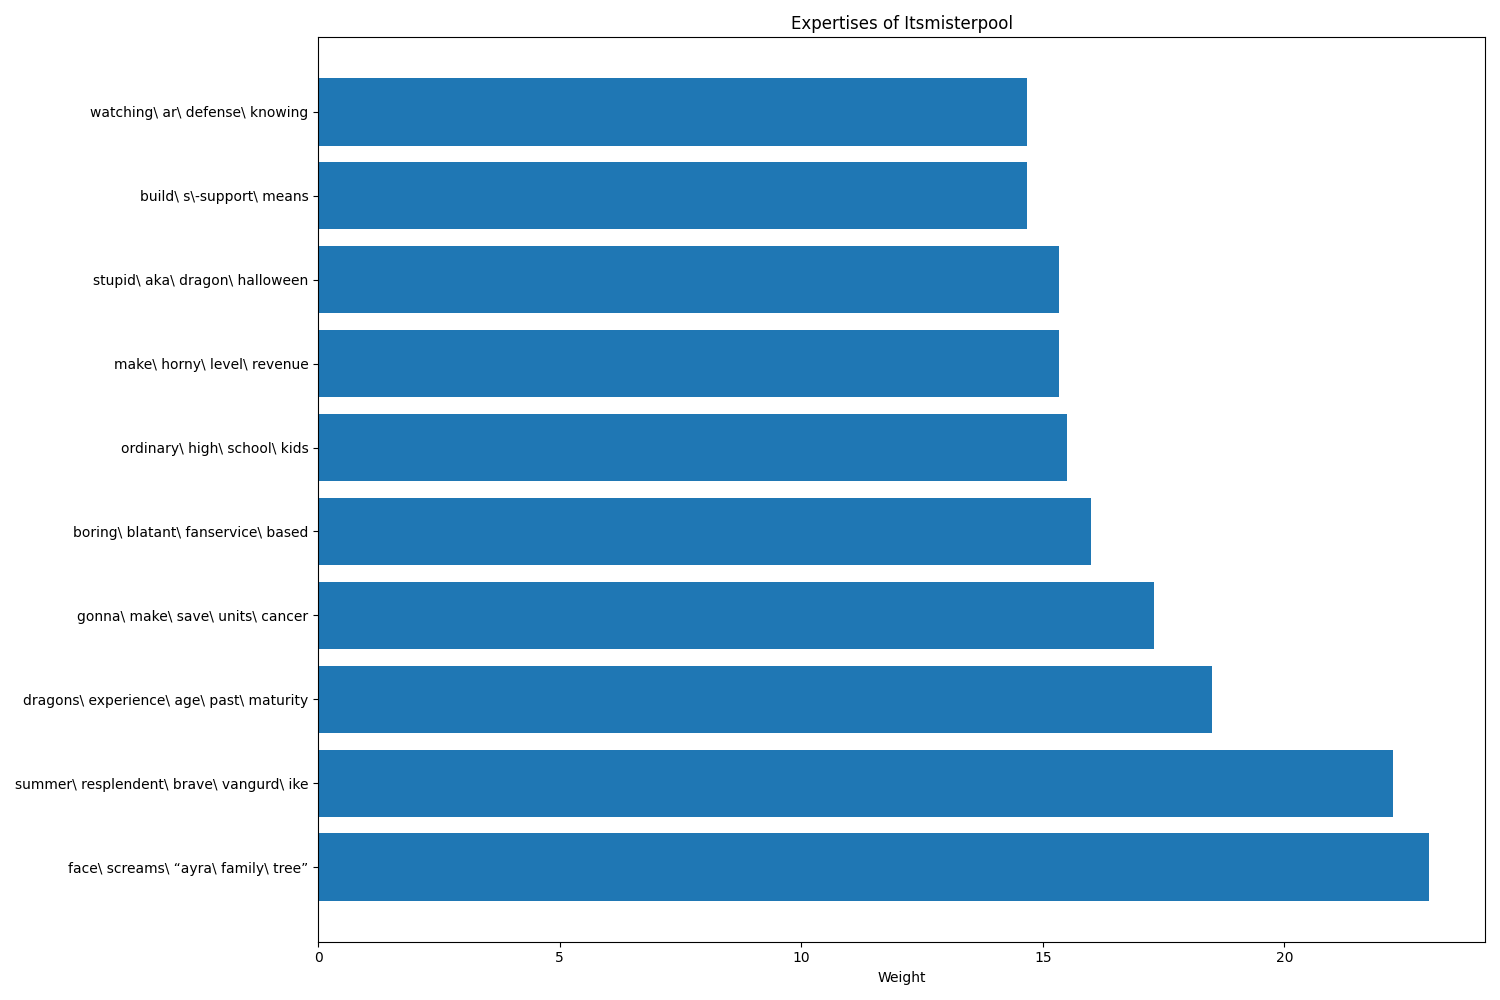 Expertises of Itsmisterpool
watching\ ar\ defense\ knowing
build\ s\-support\ means
stupid\ aka\ dragon\ halloween
make\ horny\ level\ revenue
ordinary\ high\ school\ kids
boring\ blatant\ fanservice\ based
gonna\ make\ save\ units\ cancer
dragons\ experience\ age\ past\ maturity
summer\ resplendent\ brave\ vangurd\ ike
face\ screams\ “ayra\ family\ tree”
0 5 10 15 20
Weight